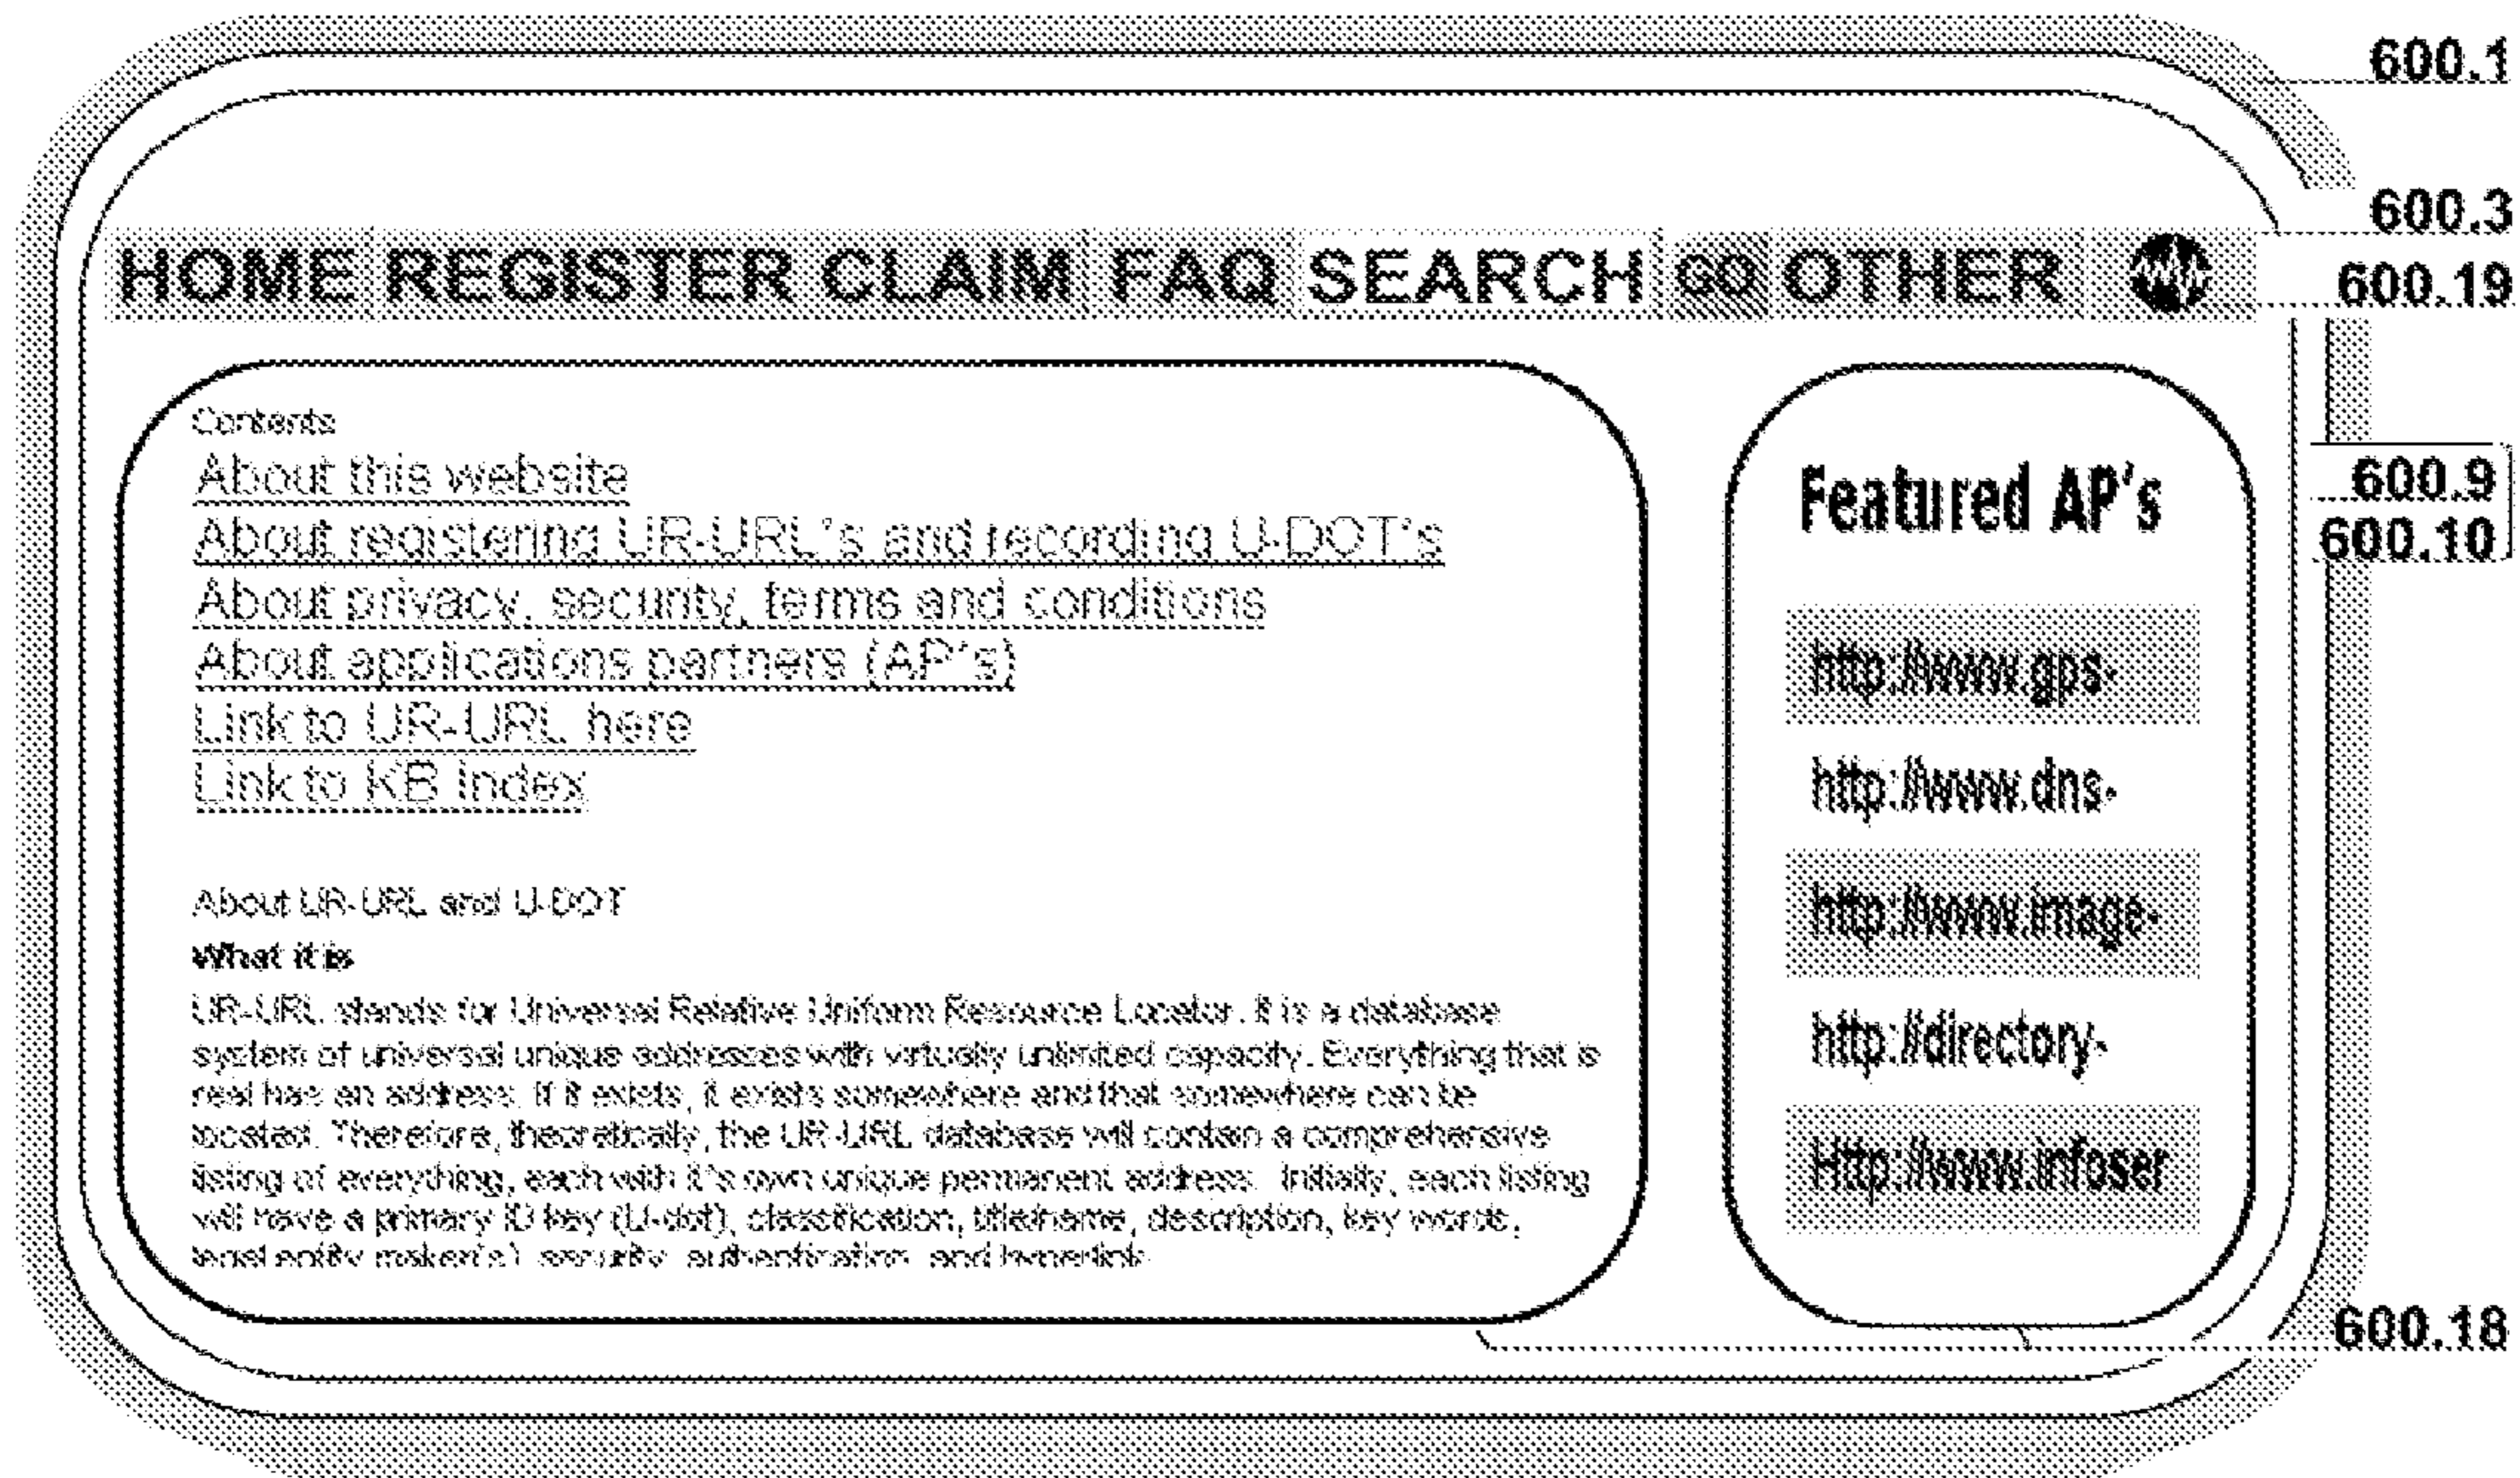 600.1
600.3
HOME REGISTER CLAIM FAQ SEARCH GO OTHER
600.19
Contents
About this website
About registering UR-URL's and recording U-DOT's
About privacy, security, terms and conditions
About applications partners (AP's)
Link to UR-URL here
Link to KB Index
About UR-URL and U-DOT
What it is
UR-URL stands for Universal Relative Uniform Resource Locator. It is a database
system of universal unique addresses with virtually unlimited capacity. Everything that is
real has an address. If it exists, it exists somewhere and that somewhere can be
located. Therefore, theoretically, the UR-URL database will contain a comprehensive
listing of everything, each with it's own unique permanent address. Initially, each listing
will have a primary ID key (U-dot), classification, title/name, description, key words,
maker(s), security, authentication, and hyperlink
Featured AP's
http://www.gps-
http://www.dns-
http://www.image-
http://directory-
Http://www.infoser
600.9
600.10
600.18